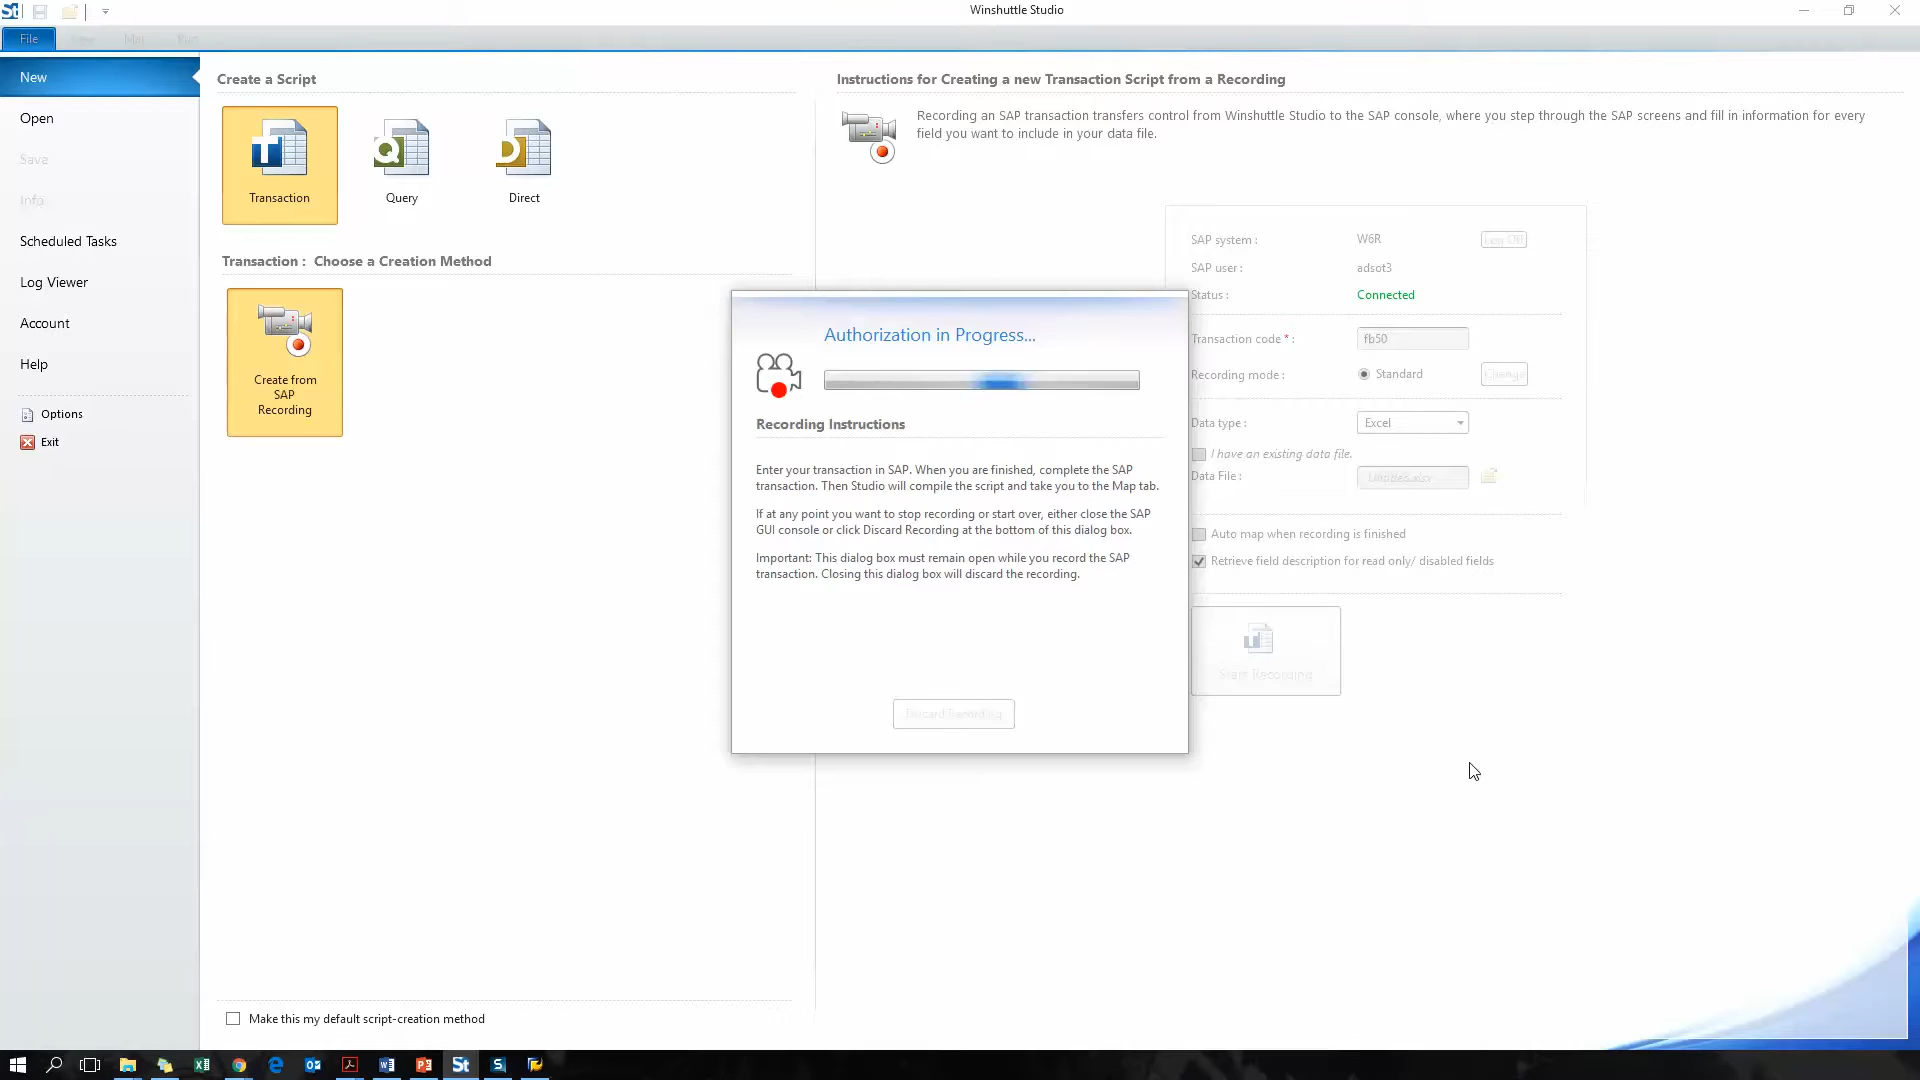 St
Winshuttle Studio
File
Map
Run
New
Open
Save
Info
Scheduled Tasks
Log Viewer
Account
Help
Options
Exit
Create a Script
Transaction
Query
Direct
Transaction : Choose a Creation Method
Create from
SAP
Recording
Make this my default script-creation method
Instructions for Creating a new Transaction Script from a Recording
Recording an SAP transaction transfers control from Winshuttle Studio to the SAP console, where you step through the SAP screens and fill in information for every
field you want to include in your data file.
SAP system :
W6R
Log Off
SAP user :
adsot3
Status :
Connected
Transaction code * :
fb50
Recording mode :
Standard
Change
Data type :
Excel
I have an existing data file.
Data File :
Auto map when recording is finished
Retrieve field description for read only/ disabled fields
Start Recording
Authorization in Progress...
Recording Instructions
Enter your transaction in SAP. When you are finished, complete the SAP
transaction. Then Studio will compile the script and take you to the Map tab.
If at any point you want to stop recording or start over, either close the SAP
GUI console or click Discard Recording at the bottom of this dialog box.
Important: This dialog box must remain open while you record the SAP
transaction. Closing this dialog box will discard the recording.
Discard Recording